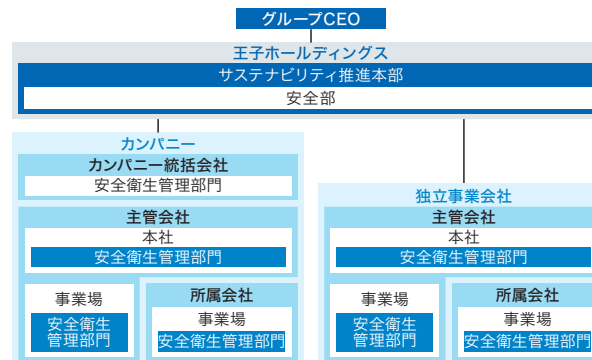 グループCEO
王子ホールディングス
サステナビリティ推進本部
安全部
カンパニー
カンパニー統括会社
安全衛生管理部門
主管会社
本社
安全衛生管理部門
事業場
安全衛生
管理部門
所属会社
事業場
安全衛生管理部門
独立事業会社
主管会社
本社
安全衛生管理部門
事業場
安全衛生
管理部門
所属会社
事業場
安全衛生管理部門